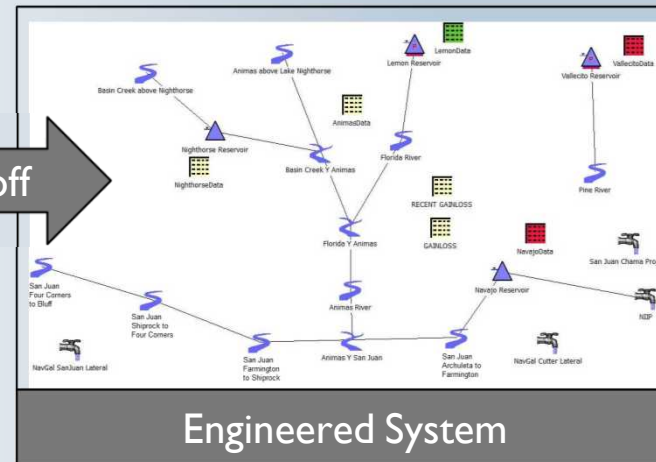 LemonData
VallecitoData
Lemon Reservoir
Vallecito Reservoir
Animas above Lake Nighthorse
Basin Creek above Nighthorse
AnimasData
Nighthorse Reservoir
Basin Creek Y Animas
Florida River
Pine River
NighthorseData
RECENT GAINLOSS
off
Florida Y Animas
GAINLOSS
NavajoData
San Juan Chama Pro
San Juan
Four Corners
to Bluff
Navajo Reservoir
San Juan
Shiprock to
Four Corners
Animas River
NIIP
NavGal SanJuan Lateral
San Juan
Farmington
to Shiprock
Animas Y San Juan
San Juan
Archuleta to
Farmington
NavGal Cutter Lateral
Engineered System